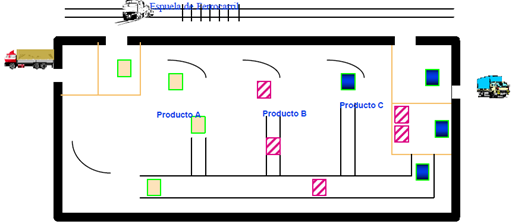 Espuela de Ferrocarril
Producto A
Producto B
Producto C